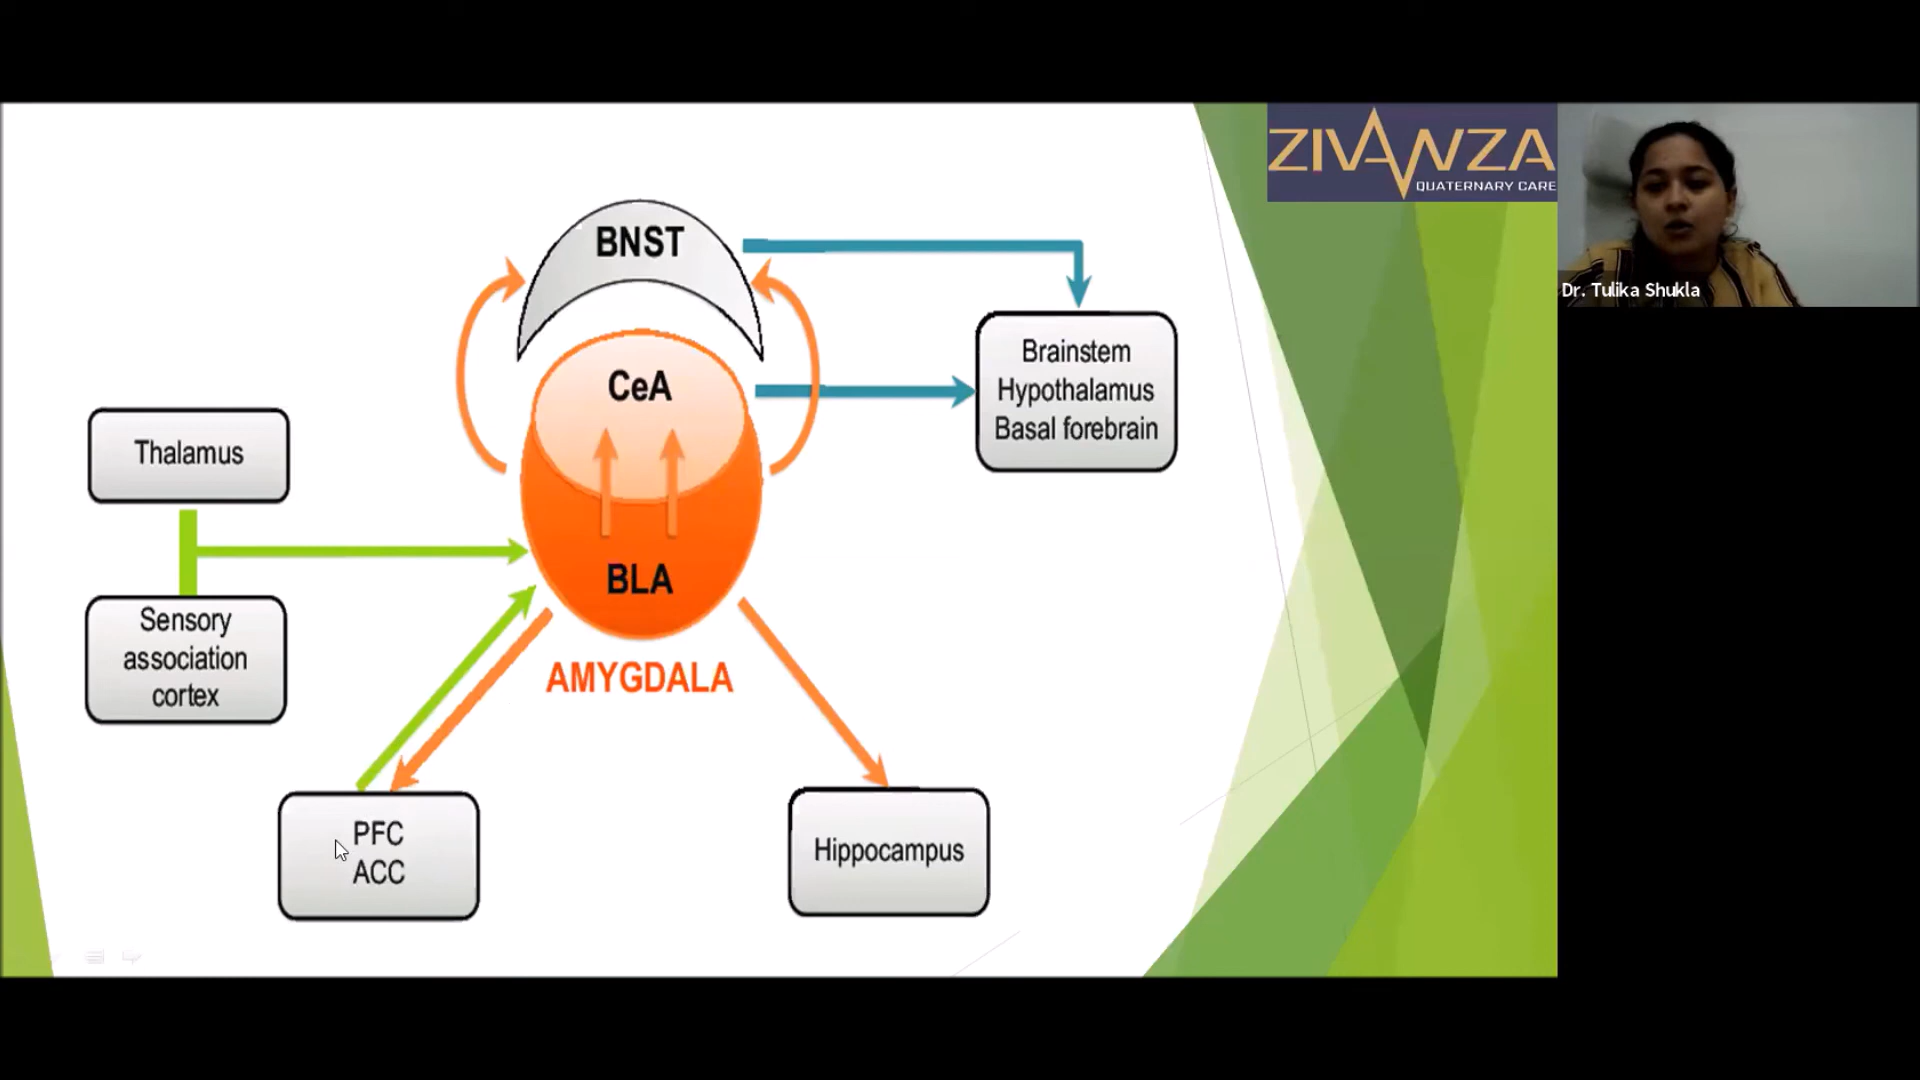 ZIVANZA
QUATERNARY CARE
Dr. Tulika Shukla
BNST
CeA
BLA
AMYGDALA
Brainstem
Hypothalamus
Basal forebrain
Thalamus
Sensory
association
cortex
PFC
ACC
Hippocampus